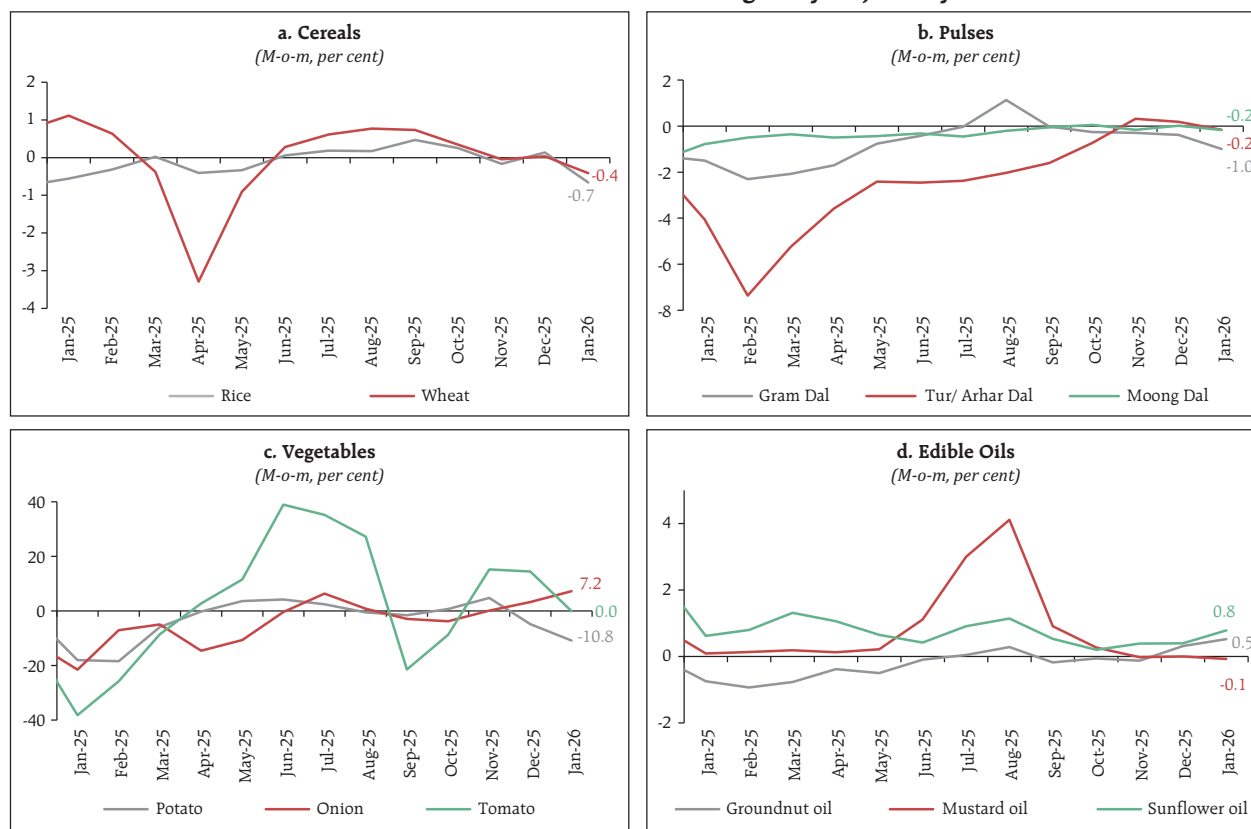 a. Cereals
(M-o-m, per cent)
2
1
0
-1
-2
-3
-4
-0.4
-0.7
Jan-25
Feb-25
Mar-25
Apr-25
May-25
Jun-25
Jul-25
Aug-25
Sep-25
Oct-25
Nov-25
Dec-25
Jan-26
Rice
Wheat
b. Pulses
(M-o-m, per cent)
2
0
-2
-4
-6
-8
-0.2
-0.2
-1.0
Jan-25
Feb-25
Mar-25
Apr-25
May-25
Jun-25
Jul-25
Aug-25
Sep-25
Oct-25
Nov-25
Dec-25
Jan-26
Gram Dal
Tur/ Arhar Dal
Moong Dal
c. Vegetables
(M-o-m, per cent)
40
20
0
-20
-40
7.2
0.0
-10.8
Jan-25
Feb-25
Mar-25
Apr-25
May-25
Jun-25
Jul-25
Aug-25
Sep-25
Oct-25
Nov-25
Dec-25
Jan-26
Potato
Onion
Tomato
d. Edible Oils
(M-o-m, per cent)
4
2
0
-2
0.8
0.5
-0.1
Jan-25
Feb-25
Mar-25
Apr-25
May-25
Jun-25
Jul-25
Aug-25
Sep-25
Oct-25
Nov-25
Dec-25
Jan-26
Groundnut oil
Mustard oil
Sunflower oil